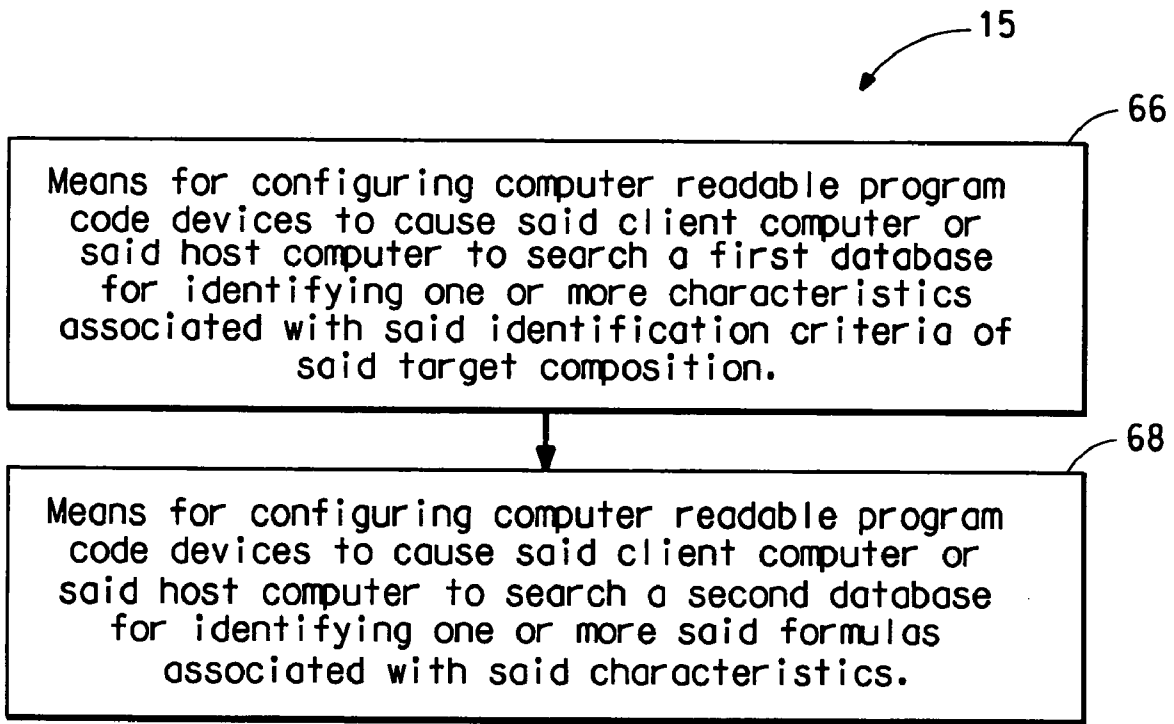 15
66
Means for configuring computer readable program
code devices to cause said client computer or
said host computer to search a first database
for identifying one or more characteristics
associated with said identification criteria of
said target composition.
68
Means for configuring computer readable program
code devices to cause said client computer or
said host computer to search a second database
for identifying one or more said formulas
associated with said characteristics.